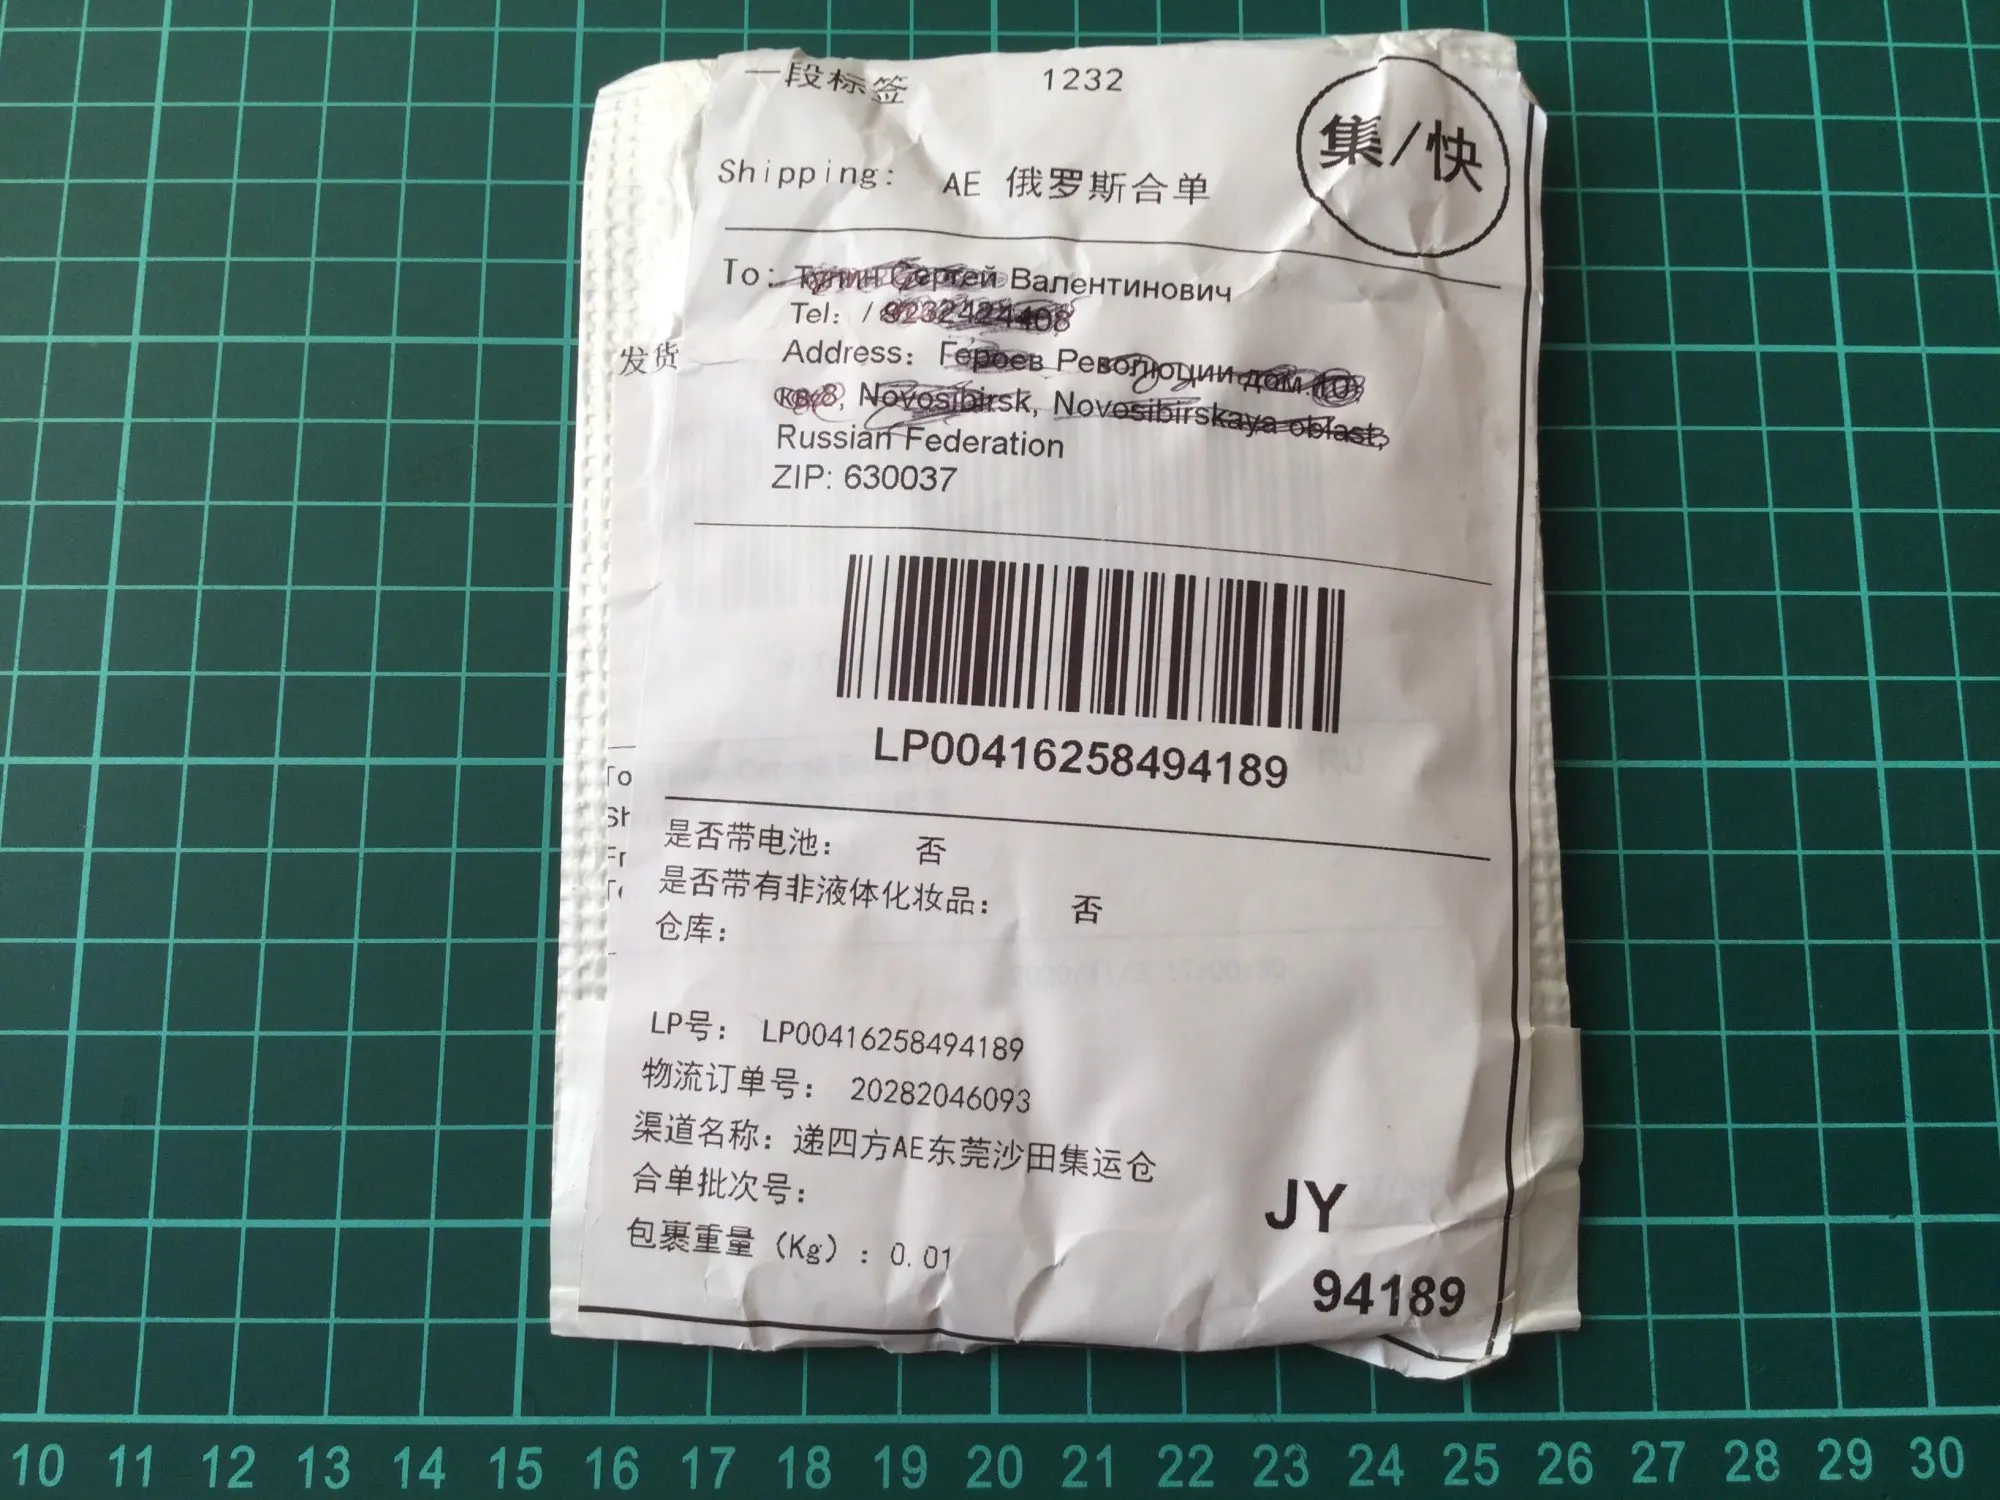 一段标签 1232
集/快
Shipping: AE 俄罗斯合单
To: Валентинович
Tel: /
发货
Address:
Russian Federation
ZIP: 630037
LP00416258494189
To
Sh
Fr
是否带电池: 否
是否带有非液体化妆品: 否
仓库:
LP号: LP00416258494189
物流订单号: 20282046093
渠道名称: 递四方AE东莞沙田集运仓
合单批次号:
包裹重量 (Kg) : 0.01
JY
94189
10 11 12 13 14 15 16 17 18 19 20 21 22 23 24 25 26 27 28 29 30